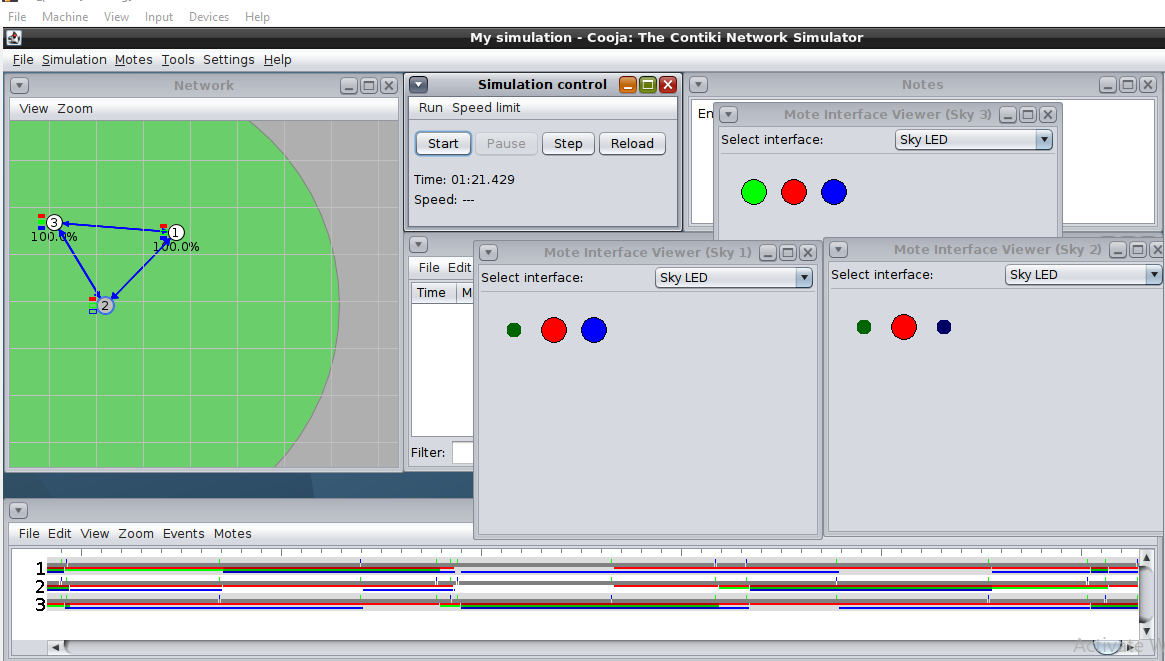 File Machine View Input Devices Help
My simulation - Cooja: The Contiki Network Simulator
File Simulation Motes Tools Settings Help
Network
View Zoom
3
100.0%
1
100.0%
2
Simulation control
Run Speed limit
Start Pause Step Reload
Time: 01:21.429
Speed: ---
Notes
En
Mote Interface Viewer (Sky 3)
Select interface: Sky LED
File Edit
Time M
Filter:
Mote Interface Viewer (Sky 1)
Select interface: Sky LED
Mote Interface Viewer (Sky 2)
Select interface: Sky LED
File Edit View Zoom Events Motes
1
2
3
Activate W